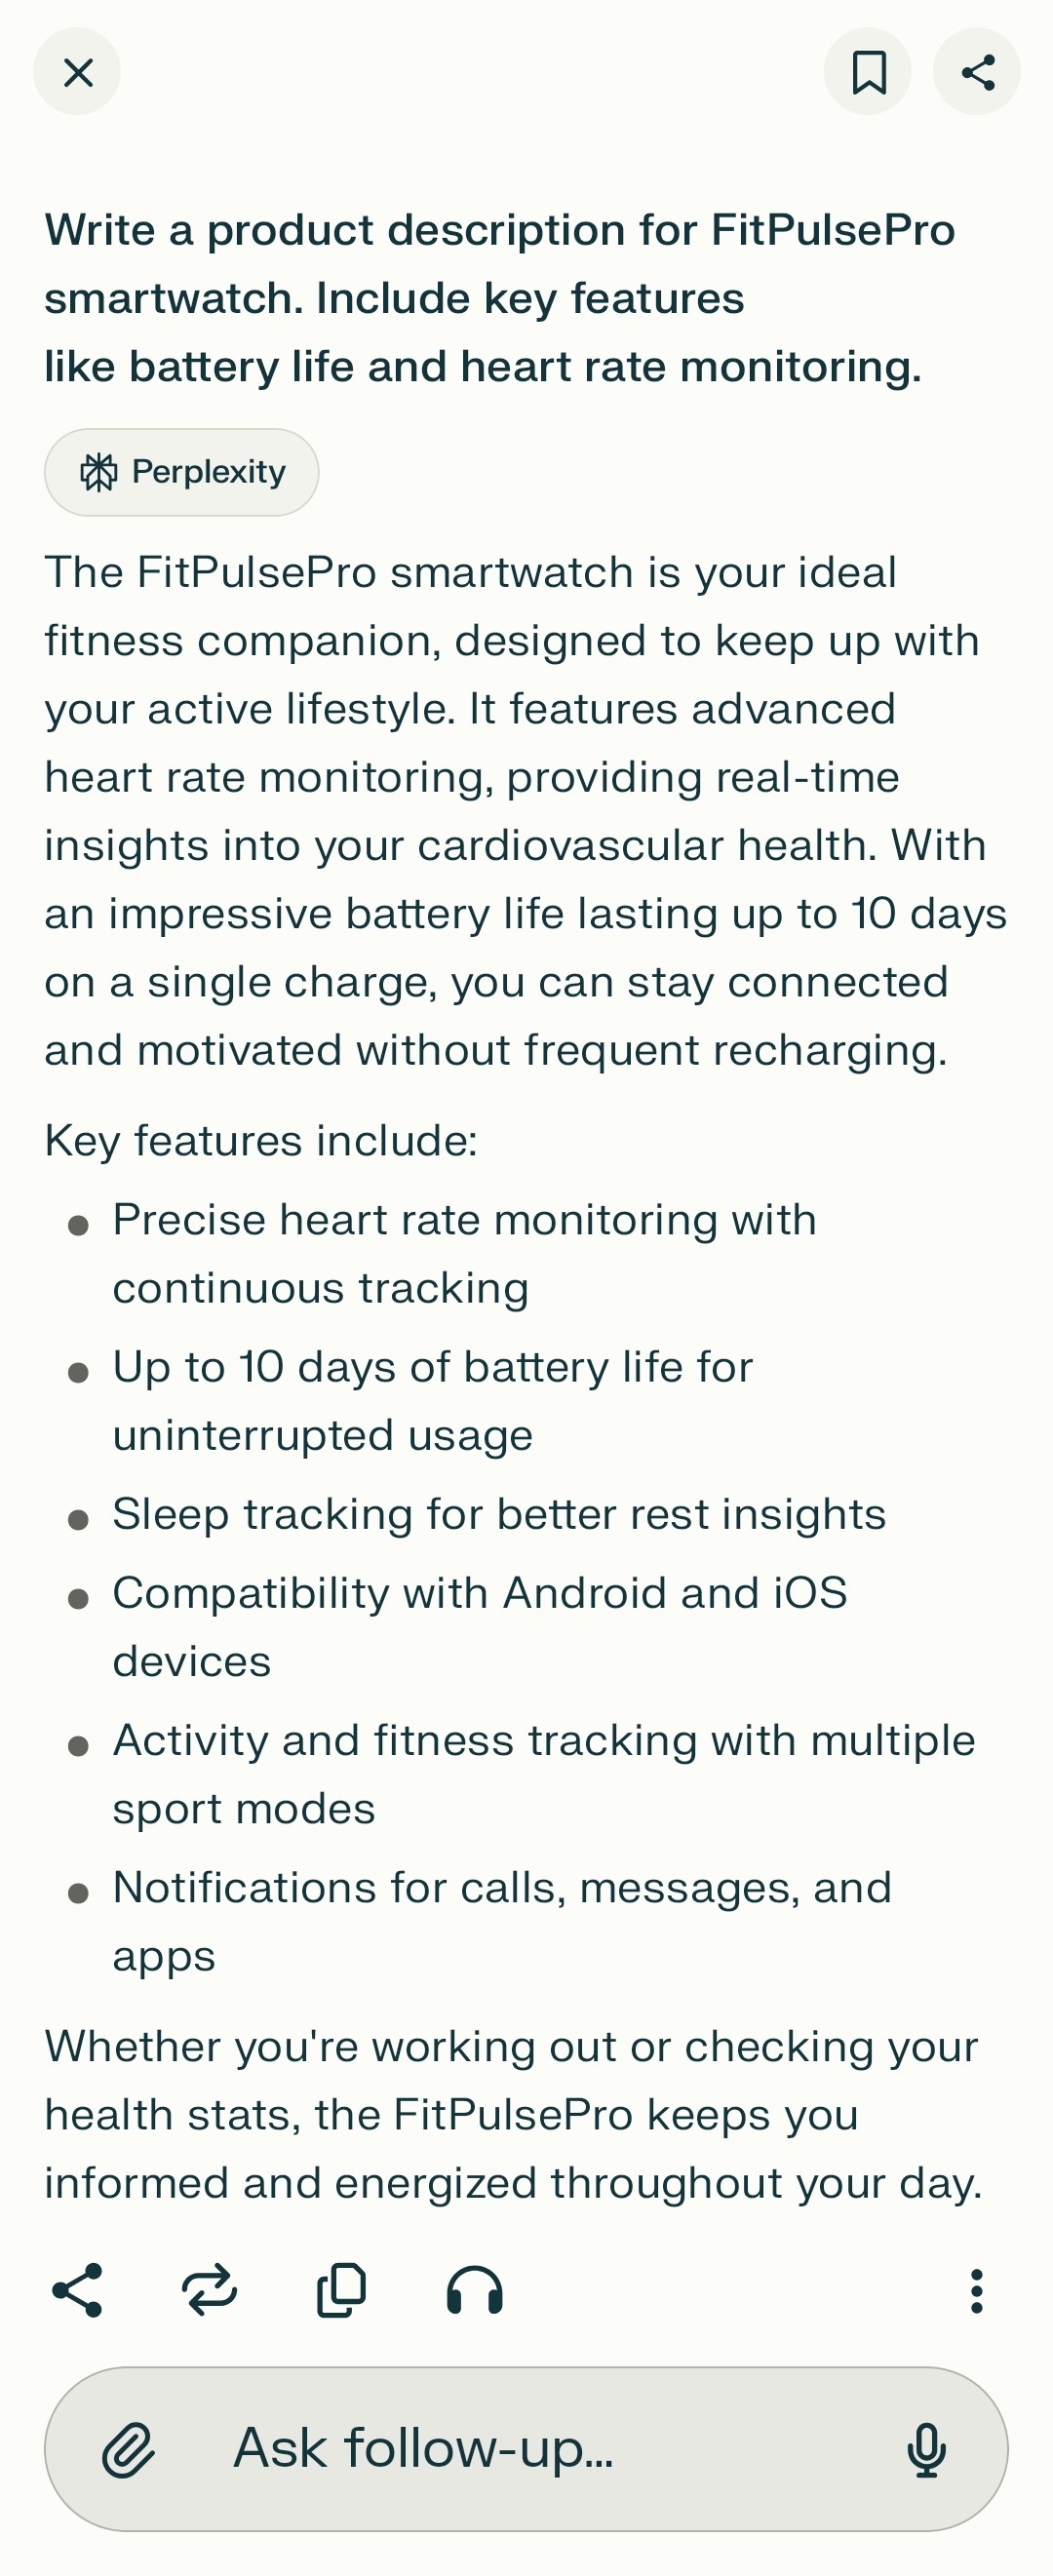 Write a product description for FitPulsePro
smartwatch. Include key features
like battery life and heart rate monitoring.
Perplexity
The FitPulsePro smartwatch is your ideal
fitness companion, designed to keep up with
your active lifestyle. It features advanced
heart rate monitoring, providing real-time
insights into your cardiovascular health. With
an impressive battery life lasting up to 10 days
on a single charge, you can stay connected
and motivated without frequent recharging.
Key features include:
Precise heart rate monitoring with
continuous tracking
Up to 10 days of battery life for
uninterrupted usage
Sleep tracking for better rest insights
Compatibility with Android and iOS
devices
Activity and fitness tracking with multiple
sport modes
Notifications for calls, messages, and
apps
Whether you're working out or checking your
health stats, the FitPulsePro keeps you
informed and energized throughout your day.
Ask follow-up...